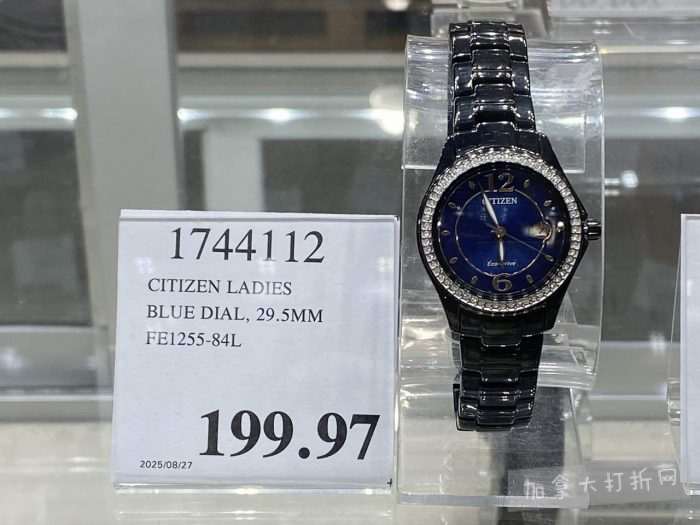 1744112
CITIZEN LADIES
BLUE DIAL, 29.5MM
FE1255-84L
199.97
2025/08/27
12
CITIZEN
Eco-Drive
6
加拿大打折网